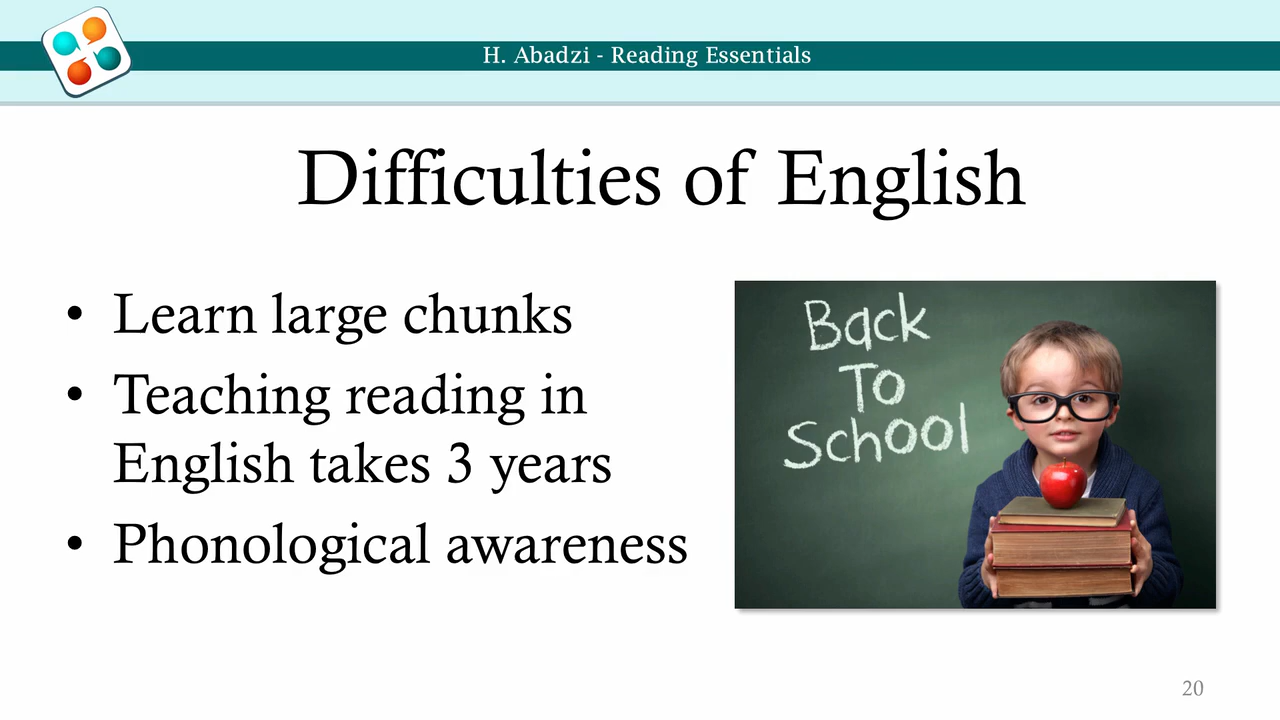 H. Abadzi - Reading Essentials
Difficulties of English
• Learn large chunks
• Teaching reading in
English takes 3 years
• Phonological awareness
Back
To
School
20